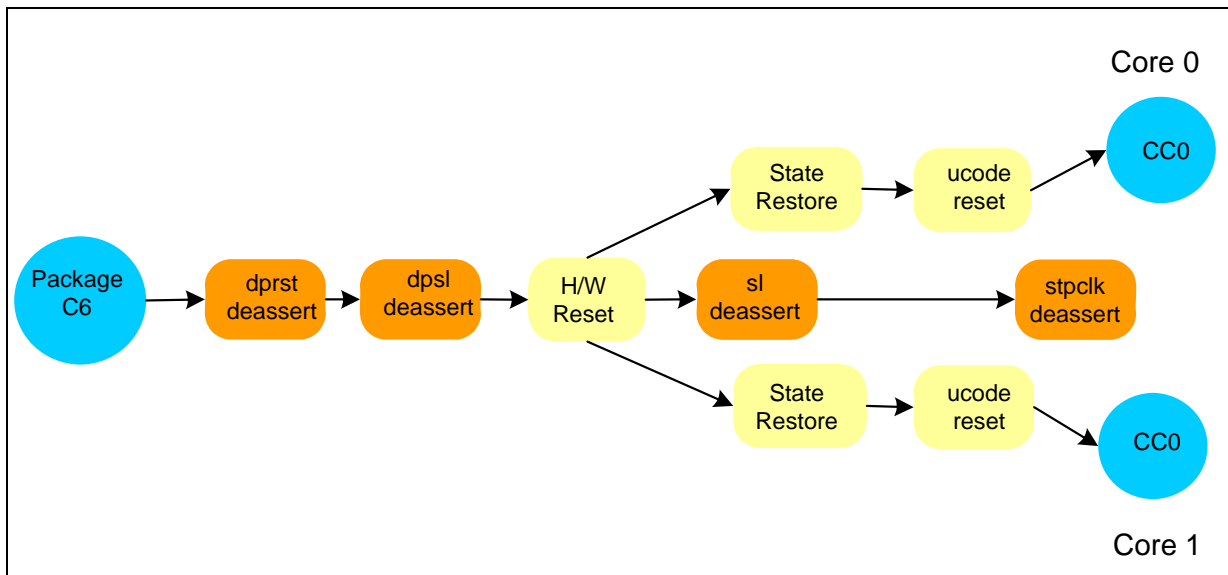 Core 0
CC0
State
Restore
ucode
reset
Package
C6
dprst
deassert
dpsl
deassert
H/W
Reset
sl
deassert
stpclk
deassert
State
Restore
ucode
reset
CC0
Core 1